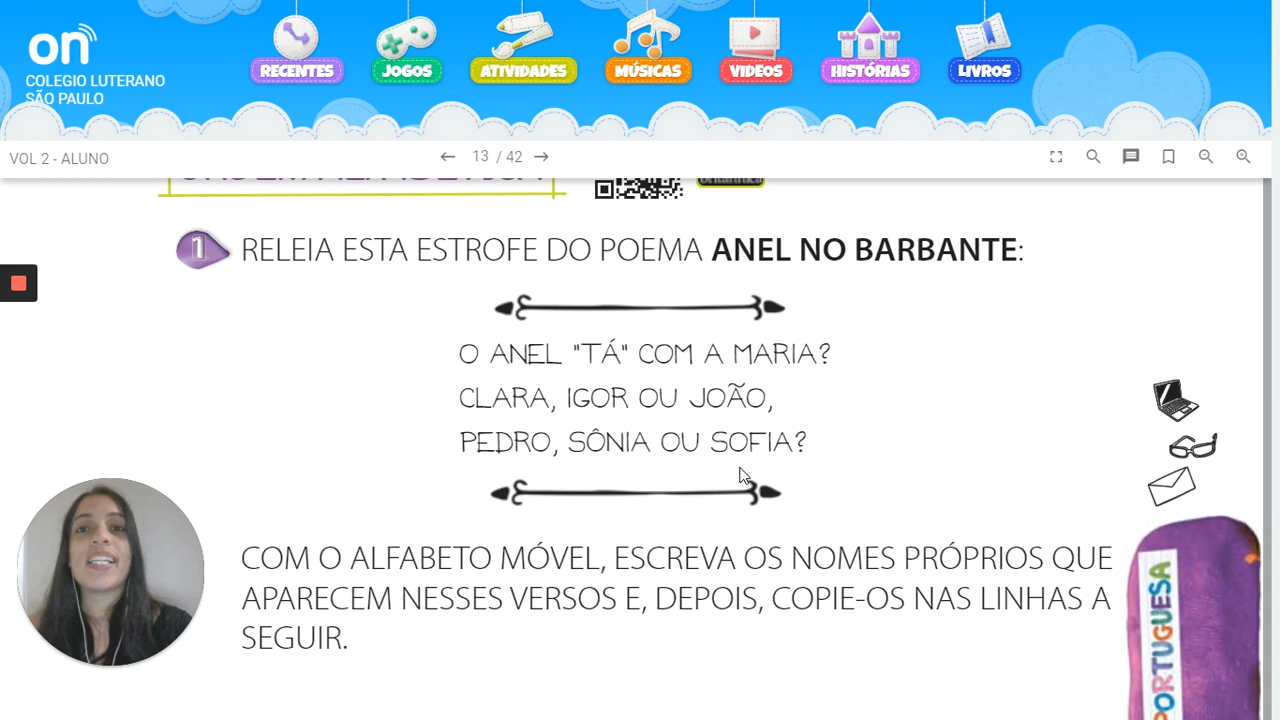 on
COLEGIO LUTERANO
SÃO PAULO
RECENTES
JOGOS
ATIVIDADES
MÚSICAS
VIDEOS
HISTÓRIAS
LIVROS
VOL 2 - ALUNO
13 / 42
1 RELEIA ESTA ESTROFE DO POEMA ANEL NO BARBANTE:
O ANEL "TÁ" COM A MARIA?
CLARA, IGOR OU JOÃO,
PEDRO, SÔNIA OU SOFIA?
COM O ALFABETO MÓVEL, ESCREVA OS NOMES PRÓPRIOS QUE
APARECEM NESSES VERSOS E, DEPOIS, COPIE-OS NAS LINHAS A
SEGUIR.
PORTUGUESA